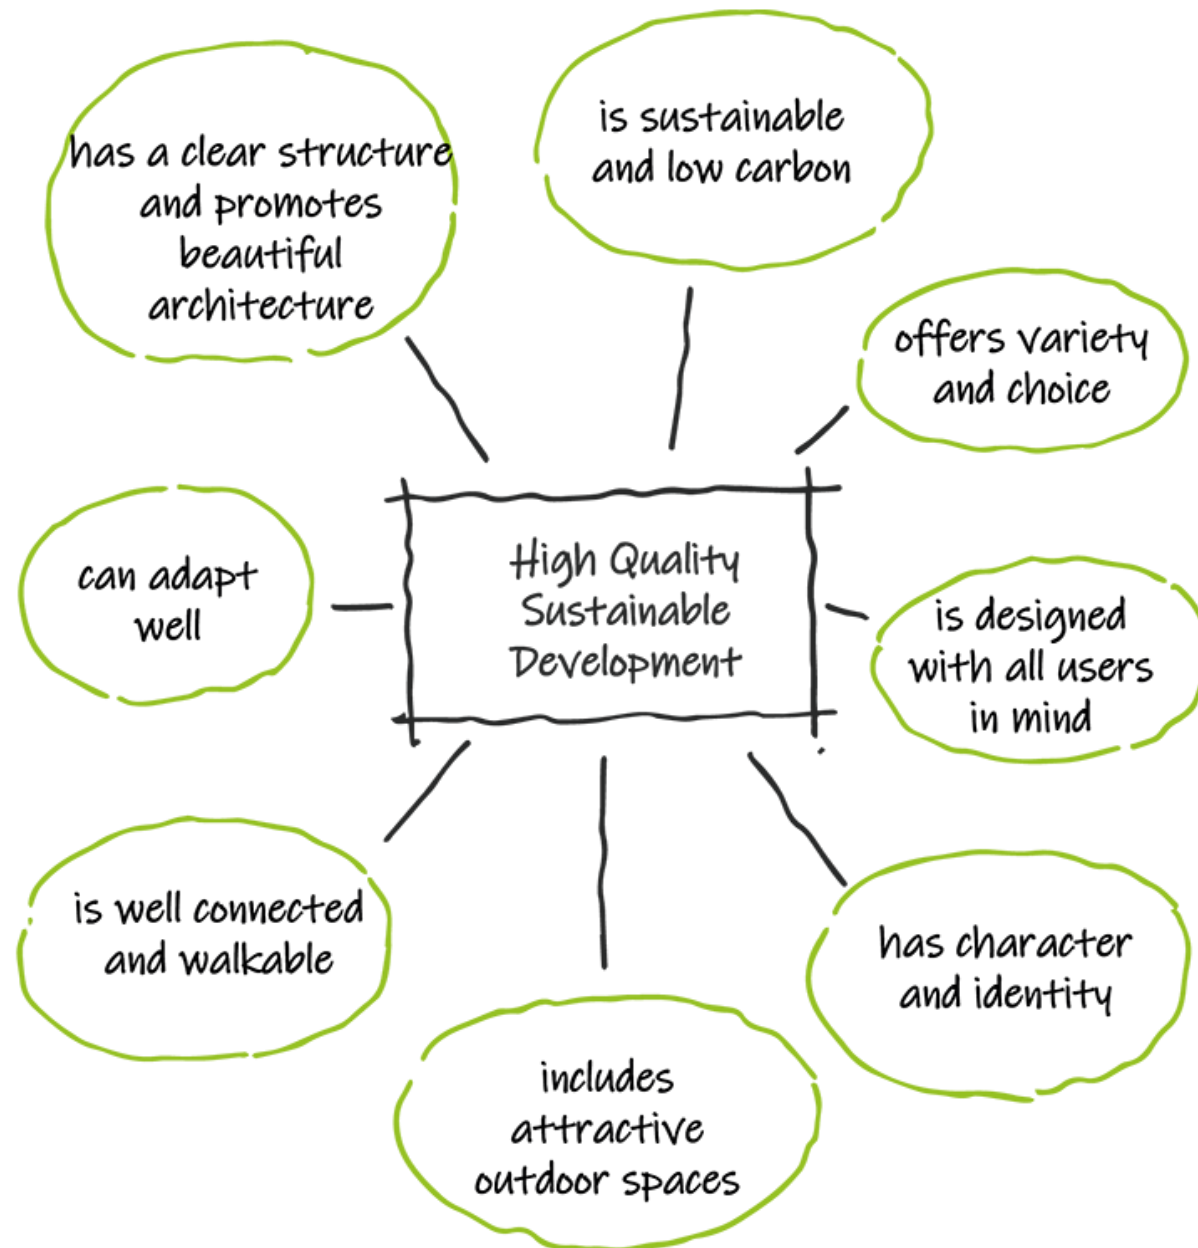 has a clear structure
and promotes
beautiful
architecture
is sustainable
and low carbon
offers variety
and choice
can adapt
well
High Quality
Sustainable
Development
is designed
with all users
in mind
is well connected
and walkable
has character
and identity
includes
attractive
outdoor spaces